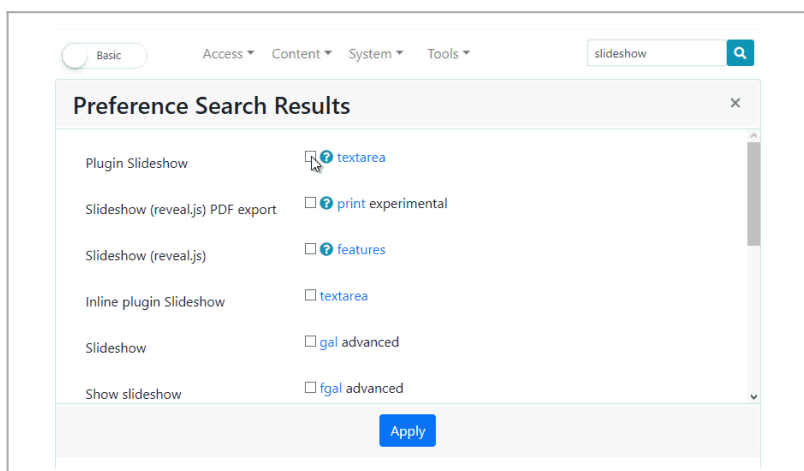 Basic Access Content System Tools slideshow
Preference Search Results ×
Plugin Slideshow ? textarea
Slideshow (reveal.js) PDF export ? print experimental
Slideshow (reveal.js) ? features
Inline plugin Slideshow textarea
Slideshow gal advanced
Show slideshow fgal advanced
Apply